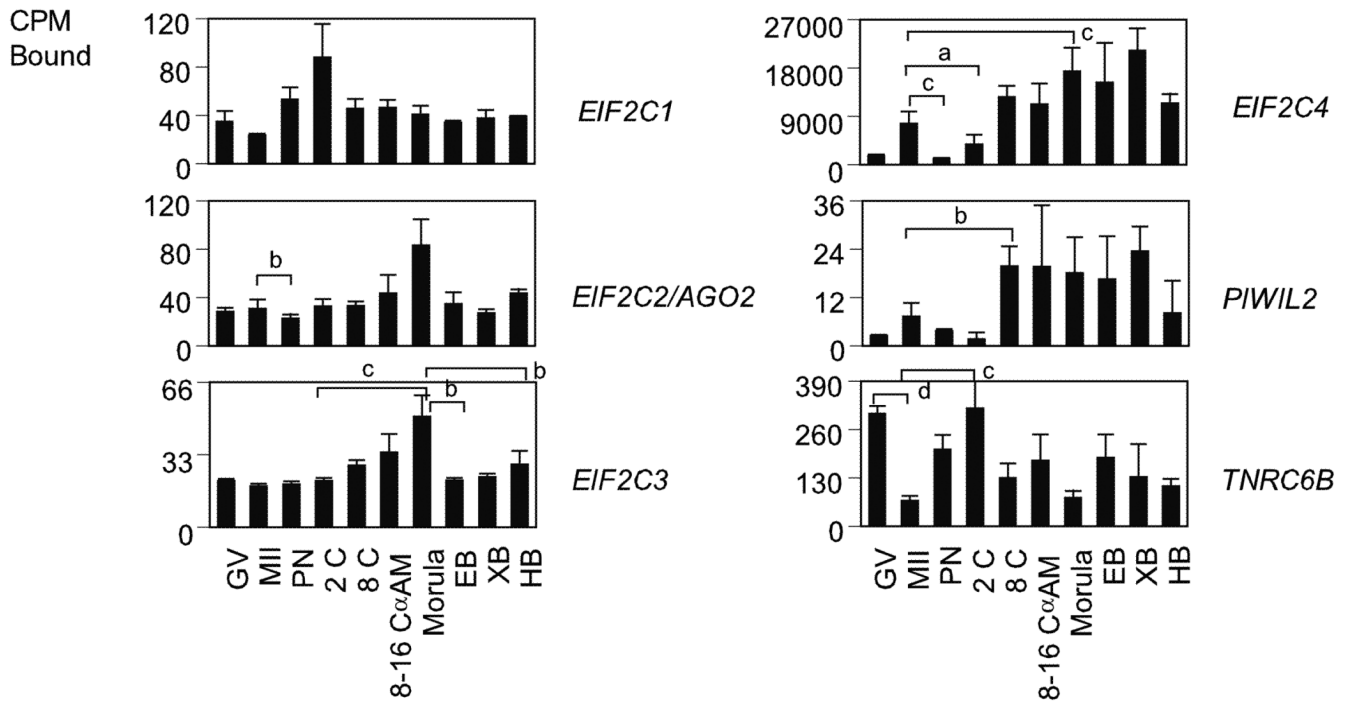 CPM
Bound
120
80
40
0
EIF2C1
120
80
40
0
b
EIF2C2/AGO2
66
33
0
c
b
b
EIF2C3
GV
MII
PN
2 C
8 C
8-16 CαAM
Morula
EB
XB
HB
27000
18000
9000
0
c
a
c
EIF2C4
36
24
12
0
b
PIWIL2
390
260
130
0
c
d
TNRC6B
GV
MII
PN
2 C
8 C
8-16 CαAM
Morula
EB
XB
HB